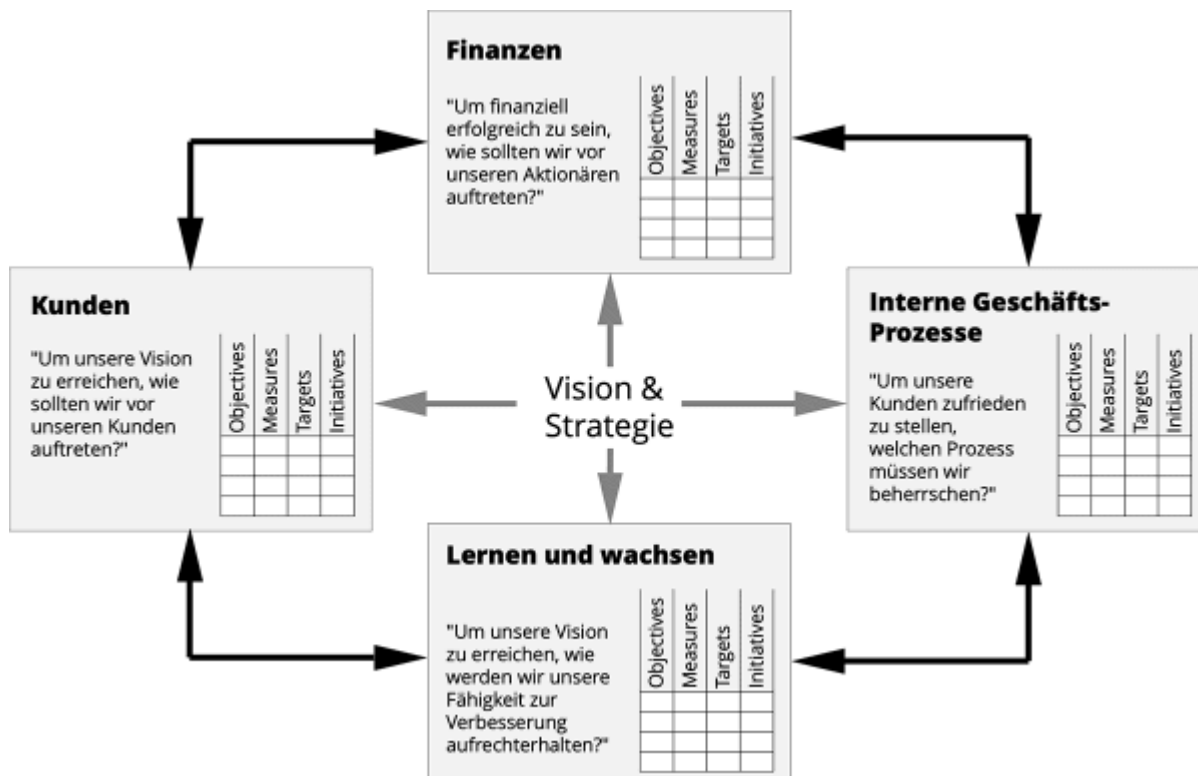 Finanzen
"Um finanziell
erfolgreich zu sein,
wie sollten wir vor
unseren Aktionären
auftreten?"
Objectives
Measures
Targets
Initiatives
Kunden
"Um unsere Vision
zu erreichen, wie
sollten wir vor
unseren Kunden
auftreten?"
Objectives
Measures
Targets
Initiatives
Vision &
Strategie
Interne Geschäfts-
Prozesse
"Um unsere
Kunden zufrieden
zu stellen,
welchen Prozess
müssen wir
beherrschen?"
Objectives
Measures
Targets
Initiatives
Lernen und wachsen
"Um unsere Vision
zu erreichen, wie
werden wir unsere
Fähigkeit zur
Verbesserung
aufrechterhalten?"
Objectives
Measures
Targets
Initiatives